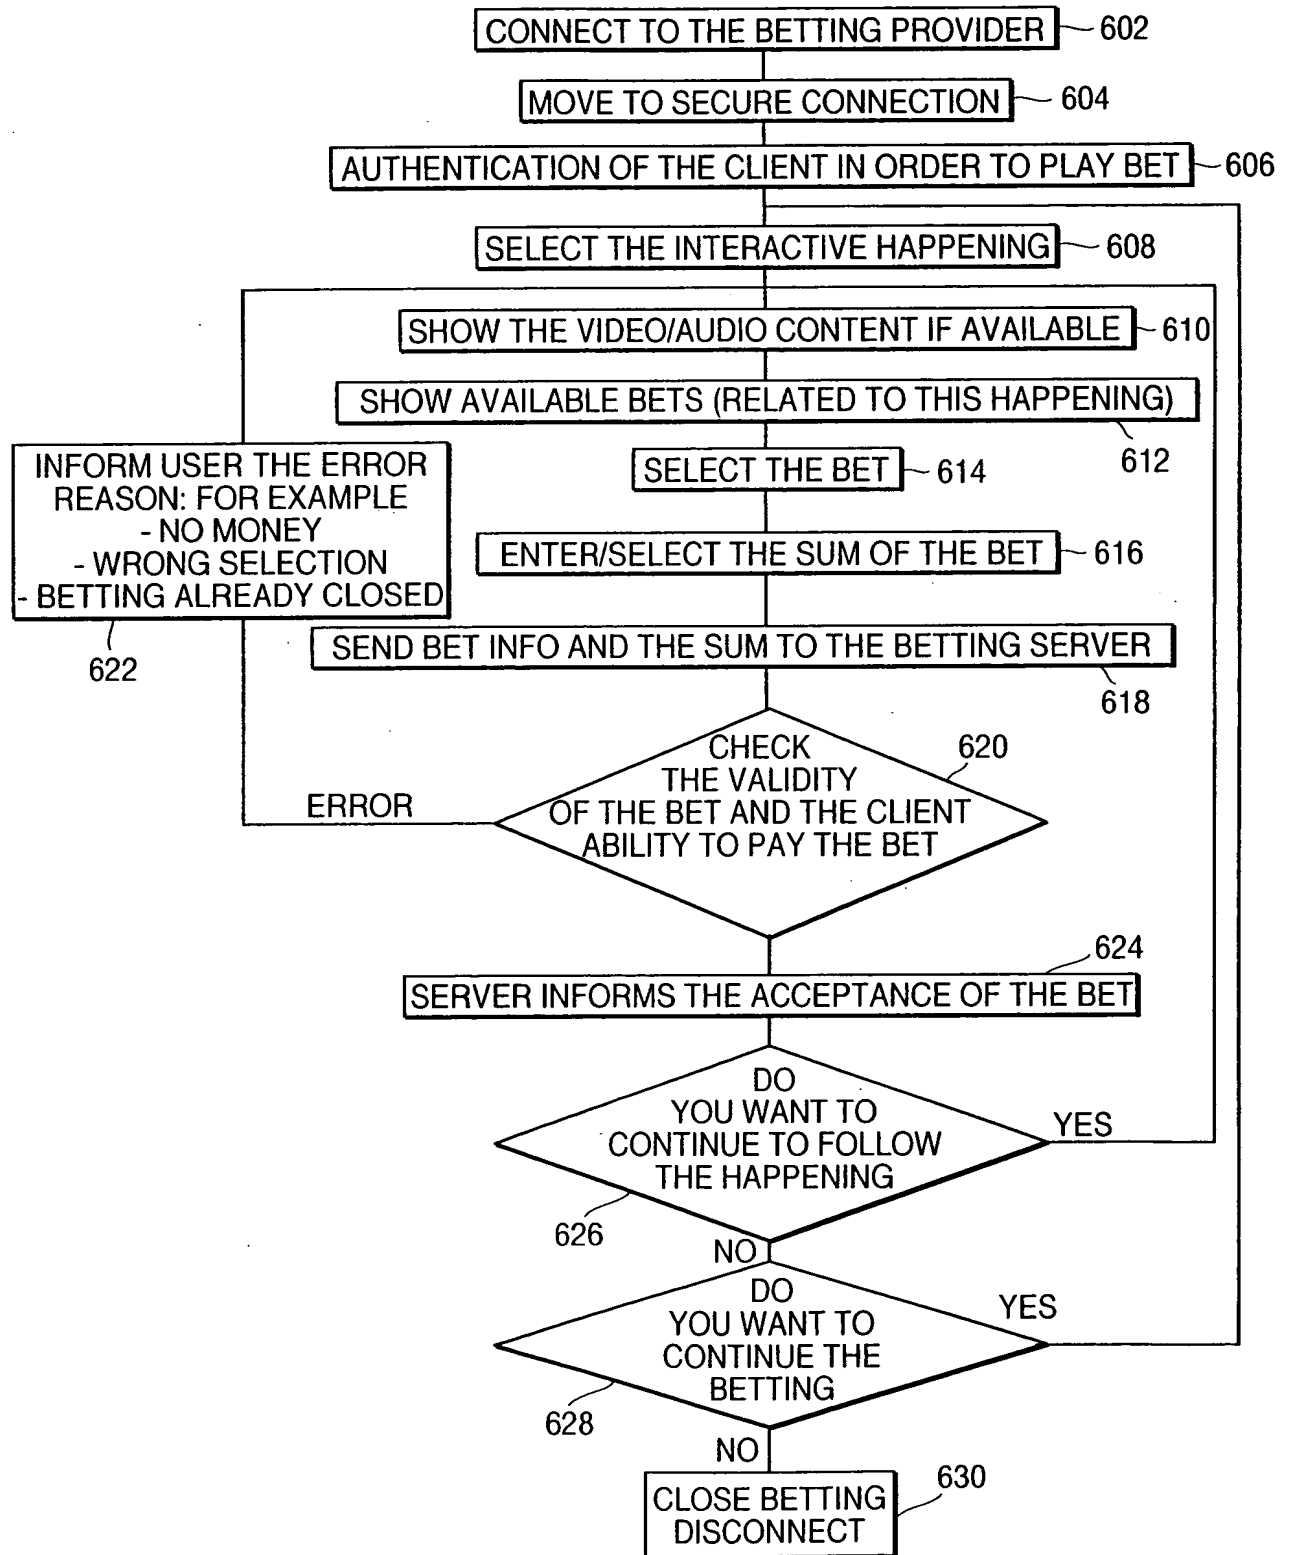 CONNECT TO THE BETTING PROVIDER
602
MOVE TO SECURE CONNECTION
604
AUTHENTICATION OF THE CLIENT IN ORDER TO PLAY BET
606
SELECT THE INTERACTIVE HAPPENING
608
SHOW THE VIDEO/AUDIO CONTENT IF AVAILABLE
610
SHOW AVAILABLE BETS (RELATED TO THIS HAPPENING)
612
SELECT THE BET
614
INFORM USER THE ERROR
REASON: FOR EXAMPLE
- NO MONEY
- WRONG SELECTION
- BETTING ALREADY CLOSED
622
ENTER/SELECT THE SUM OF THE BET
616
SEND BET INFO AND THE SUM TO THE BETTING SERVER
618
CHECK
THE VALIDITY
OF THE BET AND THE CLIENT
ABILITY TO PAY THE BET
620
ERROR
SERVER INFORMS THE ACCEPTANCE OF THE BET
624
DO
YOU WANT TO
CONTINUE TO FOLLOW
THE HAPPENING
YES
626
NO
DO
YOU WANT TO
CONTINUE THE
BETTING
YES
628
NO
CLOSE BETTING
DISCONNECT
630